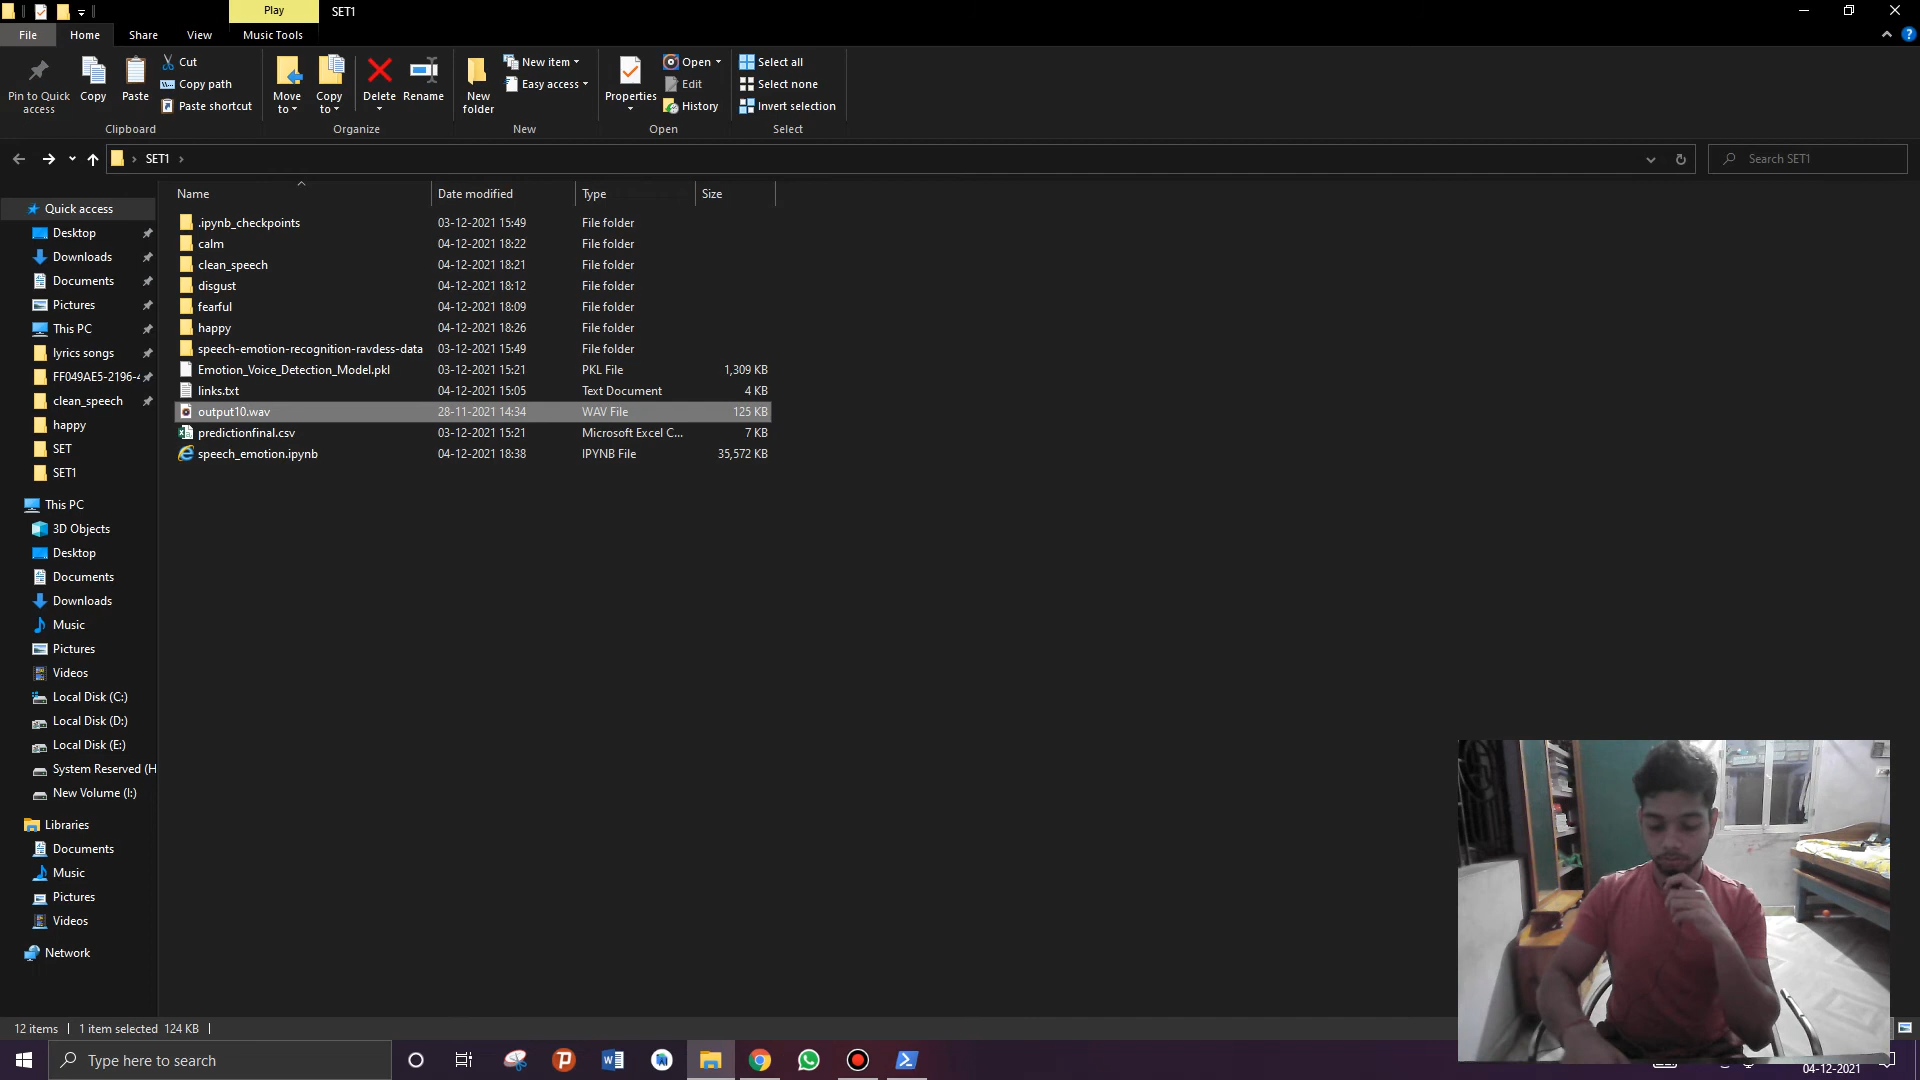 Play SET1
File Home Share View Music Tools
Pin to Quick access
Copy
Paste
Cut
Copy path
Paste shortcut
Clipboard
Move to
Copy to
Delete
Rename
Organize
New folder
New item
Easy access
New
Properties
Open
Edit
History
Open
Select all
Select none
Invert selection
Select
SET1
Search SET1
Name Date modified Type Size
.ipynb_checkpoints 03-12-2021 15:49 File folder
calm 04-12-2021 18:22 File folder
clean_speech 04-12-2021 18:21 File folder
disgust 04-12-2021 18:12 File folder
fearful 04-12-2021 18:09 File folder
happy 04-12-2021 18:26 File folder
speech-emotion-recognition-ravdess-data 03-12-2021 15:49 File folder
Emotion_Voice_Detection_Model.pkl 03-12-2021 15:21 PKL File 1,309 KB
links.txt 04-12-2021 15:05 Text Document 4 KB
output10.wav 28-11-2021 14:34 WAV File 125 KB
predictionfinal.csv 03-12-2021 15:21 Microsoft Excel C... 7 KB
speech_emotion.ipynb 04-12-2021 18:38 IPYNB File 35,572 KB
Quick access
Desktop
Downloads
Documents
Pictures
This PC
lyrics songs
FF049AE5-2196-4
clean_speech
happy
SET
SET1
This PC
3D Objects
Desktop
Documents
Downloads
Music
Pictures
Videos
Local Disk (C:)
Local Disk (D:)
Local Disk (E:)
System Reserved (H
New Volume (I:)
Libraries
Documents
Music
Pictures
Videos
Network
12 items 1 item selected 124 KB
Type here to search
04-12-2021